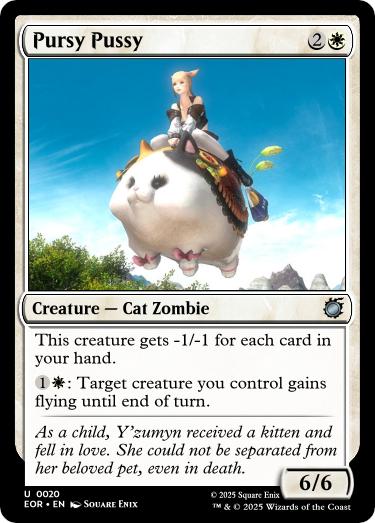 Pursy Pussy 2
Creature — Cat Zombie
This creature gets -1/-1 for each card in
your hand.
1: Target creature you control gains
flying until end of turn.
As a child, Y'zumyn received a kitten and
fell in love. She could not be separated from
her beloved pet, even in death.
6/6
U 0020
EOR • EN SQUARE ENIX
© 2025 Square Enix
™ & © 2025 Wizards of the Coast